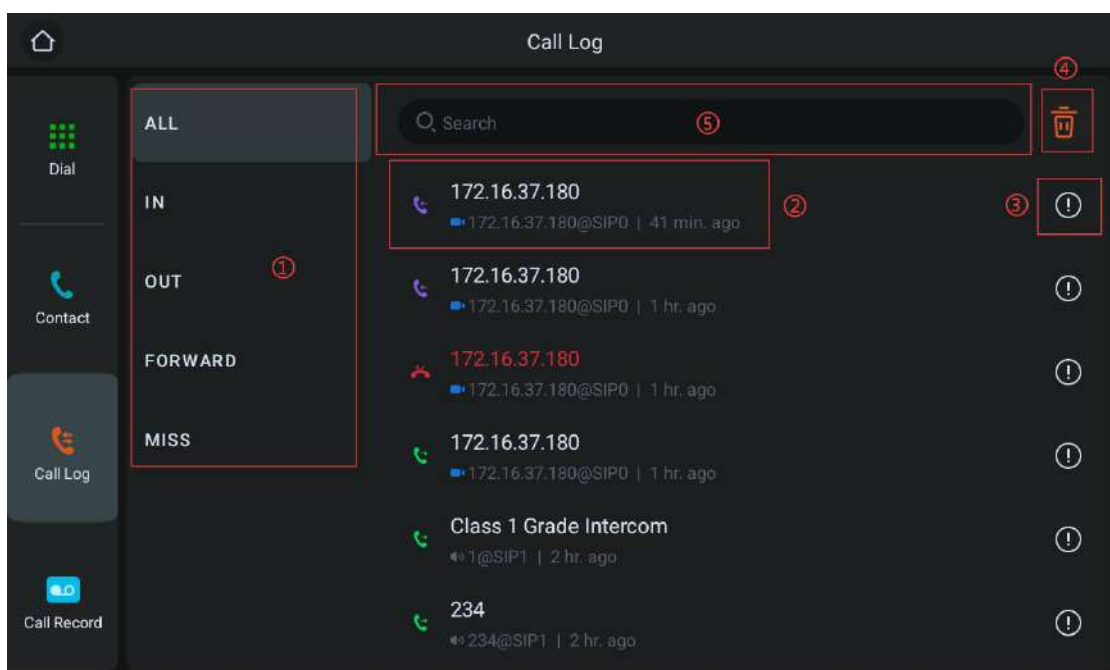 Call Log
④
ALL
Search
⑤
Dial
IN
172.16.37.180
172.16.37.180@SIP0 | 41 min. ago
②
③
OUT
①
172.16.37.180
172.16.37.180@SIP0 | 1 hr. ago
Contact
FORWARD
172.16.37.180
172.16.37.180@SIP0 | 1 hr. ago
MISS
172.16.37.180
172.16.37.180@SIP0 | 1 hr. ago
Call Log
Class 1 Grade Intercom
1@SIP1 | 2 hr. ago
Call Record
234
234@SIP1 | 2 hr. ago